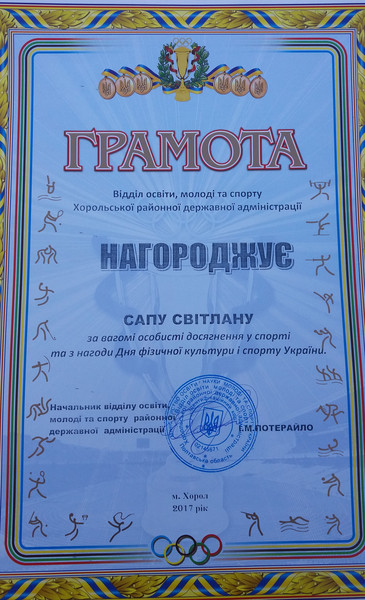 ГРАМОТА
Відділ освіти, молоді та спорту
Хорольської районної державної адміністрації
НАГОРОДЖУЄ
САПУ СВІТЛАНУ
за вагомі особисті досягнення у спорті
та з нагоди Дня фізичної культури і спорту України.
Начальник відділу освіти,
молоді та спорту районної
державної адміністрації І.М.ПОТЕРАЙЛО
м. Хорол
2017 рік